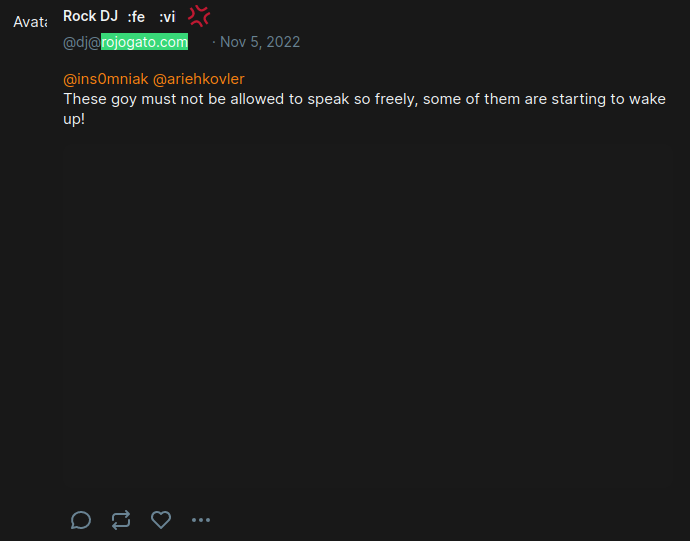 Avata
Rock DJ :fe :vi
@dj@rojogato.com · Nov 5, 2022
@ins0mniak @ariehkovler
These goy must not be allowed to speak so freely, some of them are starting to wake
up!